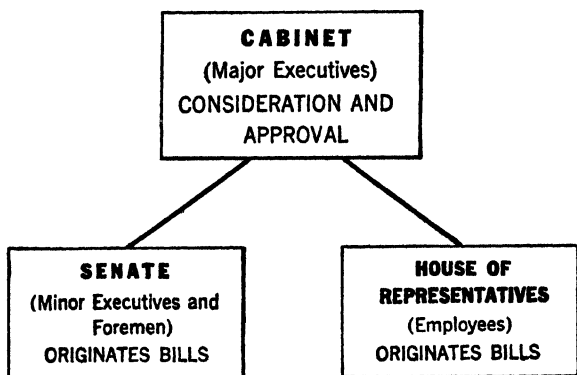 CABINET
(Major Executives)
CONSIDERATION AND
APPROVAL
SENATE
(Minor Executives and
Foremen)
ORIGINATES BILLS
HOUSE OF
REPRESENTATIVES
(Employees)
ORIGINATES BILLS